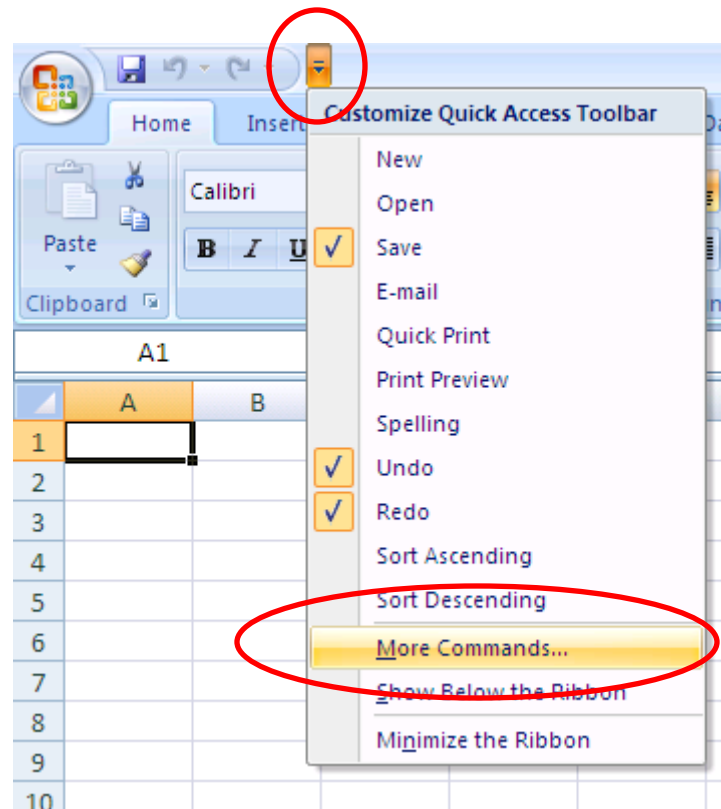 Customize Quick Access Toolbar
Home Insert
New
Calibri
Open
Paste
B I U
Save
Clipboard
E-mail
Quick Print
A1
Print Preview
A B
Spelling
1
Undo
2
Redo
3
Sort Ascending
4
Sort Descending
5
6
More Commands...
7
Show Below the Ribbon
8
Minimize the Ribbon
9
10